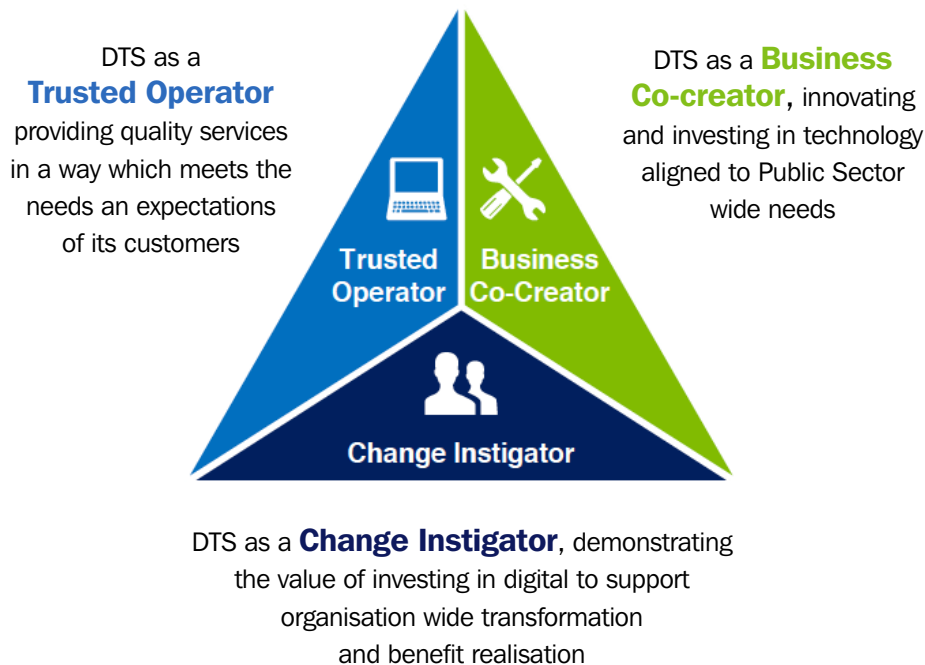 DTS as a
Trusted Operator
providing quality services
in a way which meets the
needs an expectations
of its customers
DTS as a Business
Co-creator, innovating
and investing in technology
aligned to Public Sector
wide needs
Trusted
Operator
Business
Co-Creator
Change Instigator
DTS as a Change Instigator, demonstrating
the value of investing in digital to support
organisation wide transformation
and benefit realisation